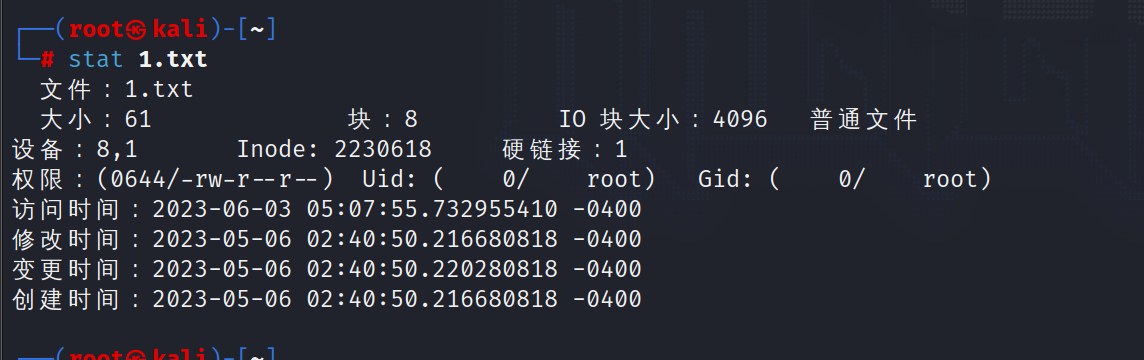 ┌──(root㉿kali)-[~]
└─# stat 1.txt
文件：1.txt
大小：61 块：8 IO 块大小：4096 普通文件
设备：8,1 Inode: 2230618 硬链接：1
权限：(0644/-rw-r--r--) Uid: ( 0/ root) Gid: ( 0/ root)
访问时间：2023-06-03 05:07:55.732955410 -0400
修改时间：2023-05-06 02:40:50.216680818 -0400
变更时间：2023-05-06 02:40:50.220280818 -0400
创建时间：2023-05-06 02:40:50.216680818 -0400
┌──(root㉿kali)-[~]